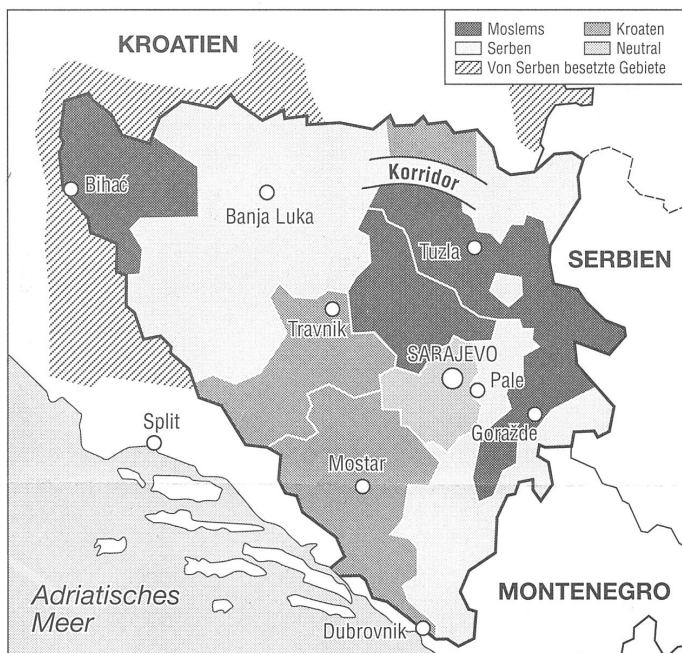 KROATIEN
Moslems
Kroaten
Serben
Neutral
Von Serben besetzte Gebiete
Bihać
Banja Luka
Korridor
Tuzla
SERBIEN
Travnik
SARAJEVO
Pale
Goražde
Split
Mostar
Adriatisches
Meer
MONTENEGRO
Dubrovnik